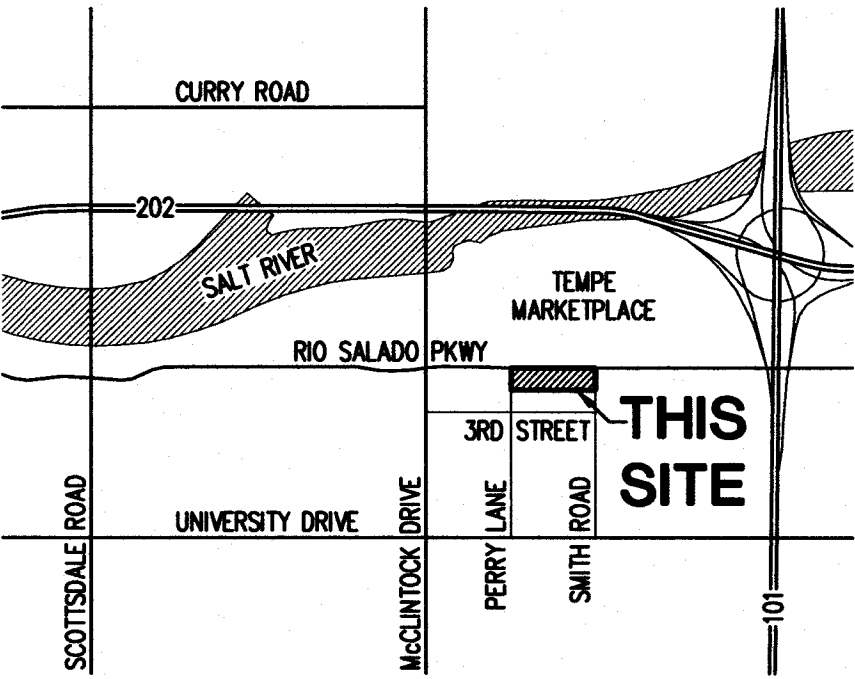 CURRY ROAD
202
SALT RIVER
TEMPE
MARKETPLACE
RIO SALADO PKWY
3RD STREET
THIS
SITE
UNIVERSITY DRIVE
SCOTTSDALE ROAD
McCLINTOCK DRIVE
PERRY LANE
SMITH ROAD
101